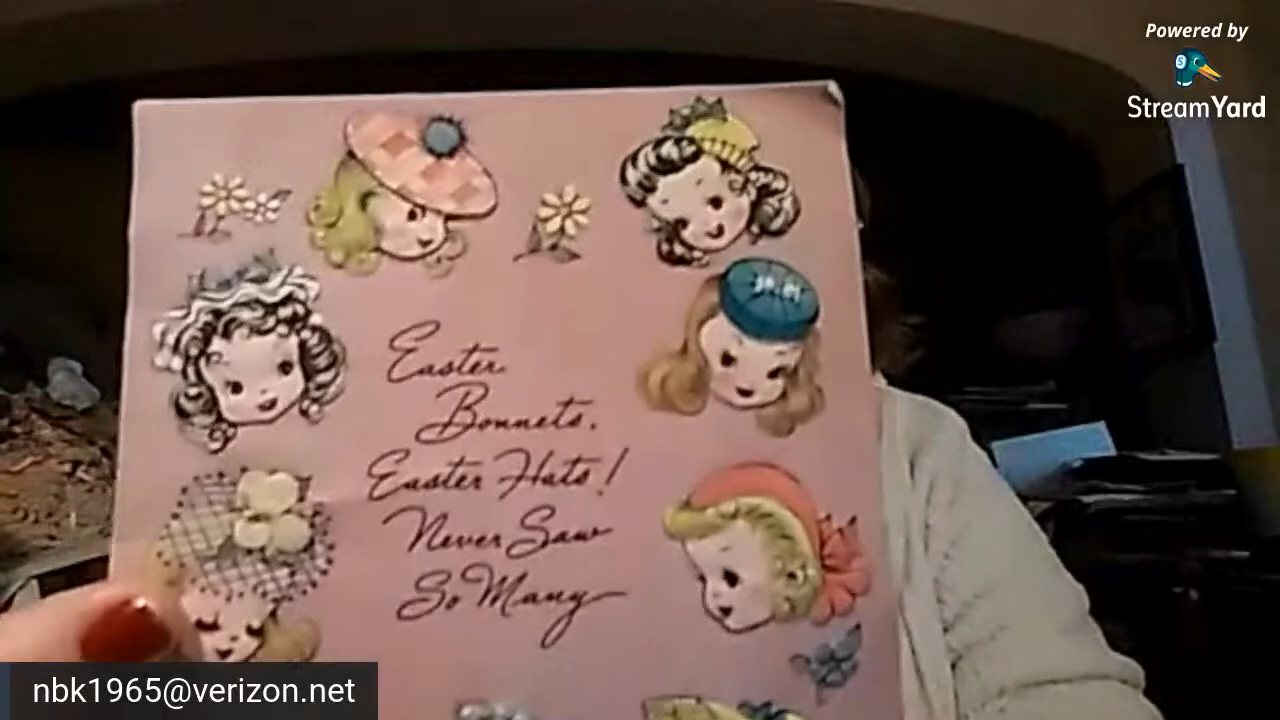 Powered by
StreamYard
Easter
Bonnets,
Easter Hats!
Never Saw
So Many
nbk1965@verizon.net